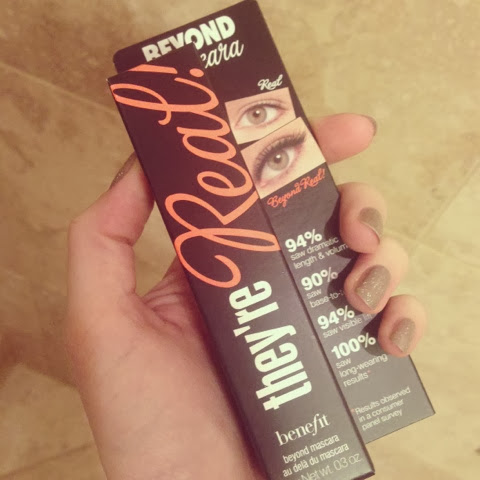 BEYOND
they're Real!
benefit
beyond mascara
au delà du mascara
Net wt. 0.3 oz.
Real
Beyond Real!
94%
saw dramatic
length & volume
90%
saw
94%
saw visible
100%
saw
long-wearing
results*
*Results observed
in a consumer
panel survey